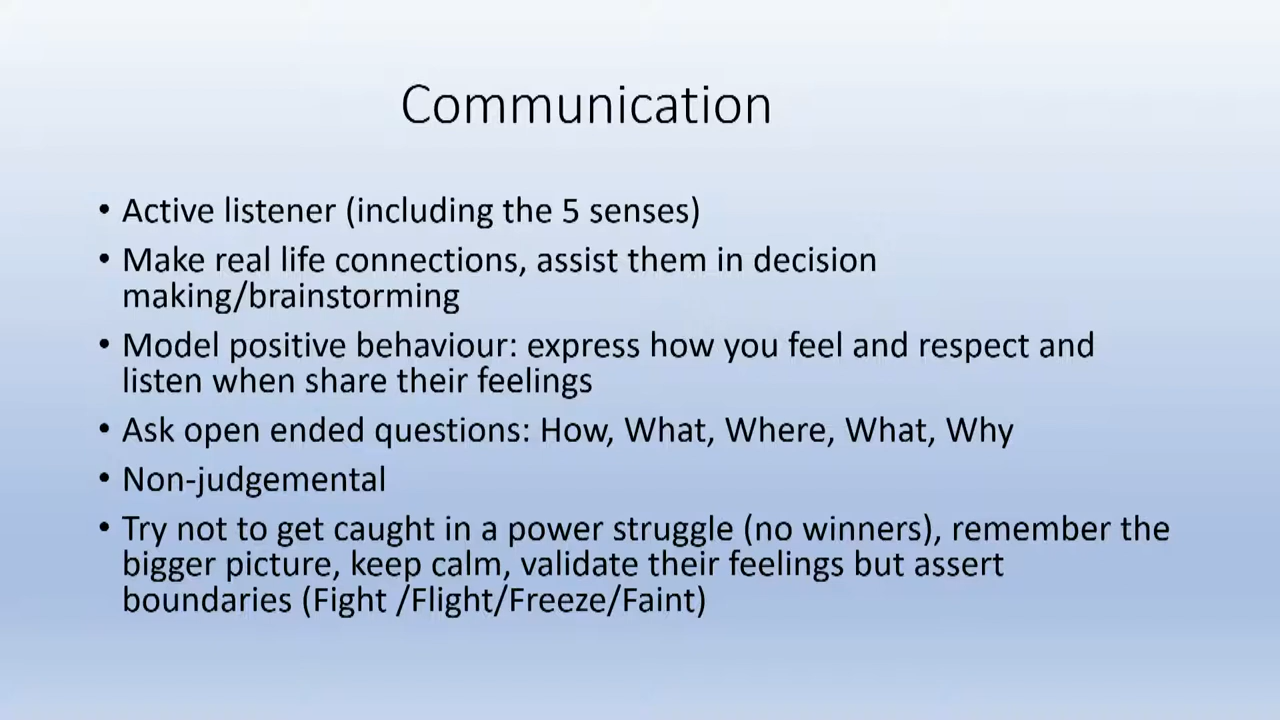 Communication
• Active listener (including the 5 senses)
• Make real life connections, assist them in decision
making/brainstorming
• Model positive behaviour: express how you feel and respect and
listen when share their feelings
• Ask open ended questions: How, What, Where, What, Why
• Non-judgemental
• Try not to get caught in a power struggle (no winners), remember the
bigger picture, keep calm, validate their feelings but assert
boundaries (Fight /Flight/Freeze/Faint)